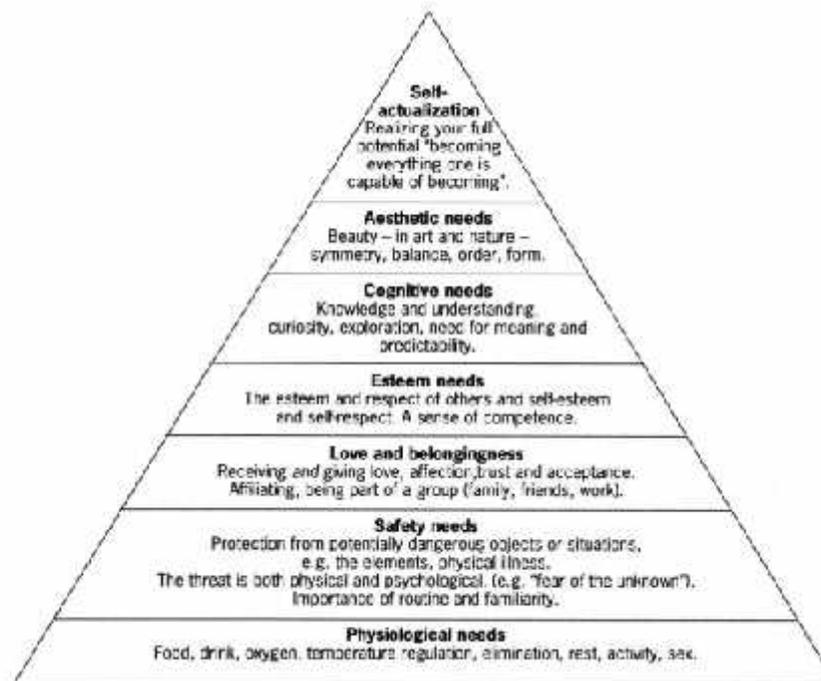 Self-
actualization
Realizing your full
potential "becoming
everything one is
capable of becoming".
Aesthetic needs
Beauty – in art and nature –
symmetry, balance, order, form.
Cognitive needs
Knowledge and understanding,
curiosity, exploration, need for meaning and
predictability.
Esteem needs
The esteem and respect of others and self-esteem
and self-respect. A sense of competence.
Love and belongingness
Receiving and giving love, affection,trust and acceptance.
Affiliating, being part of a group (family, friends, work).
Safety needs
Protection from potentially dangerous objects or situations,
e.g. the elements, physical illness.
The threat is both physical and psychological. (e.g. "fear of the unknown").
Importance of routine and familiarity.
Physiological needs
Food, drink, oxygen, temperature regulation, elimination, rest, activity, sex.